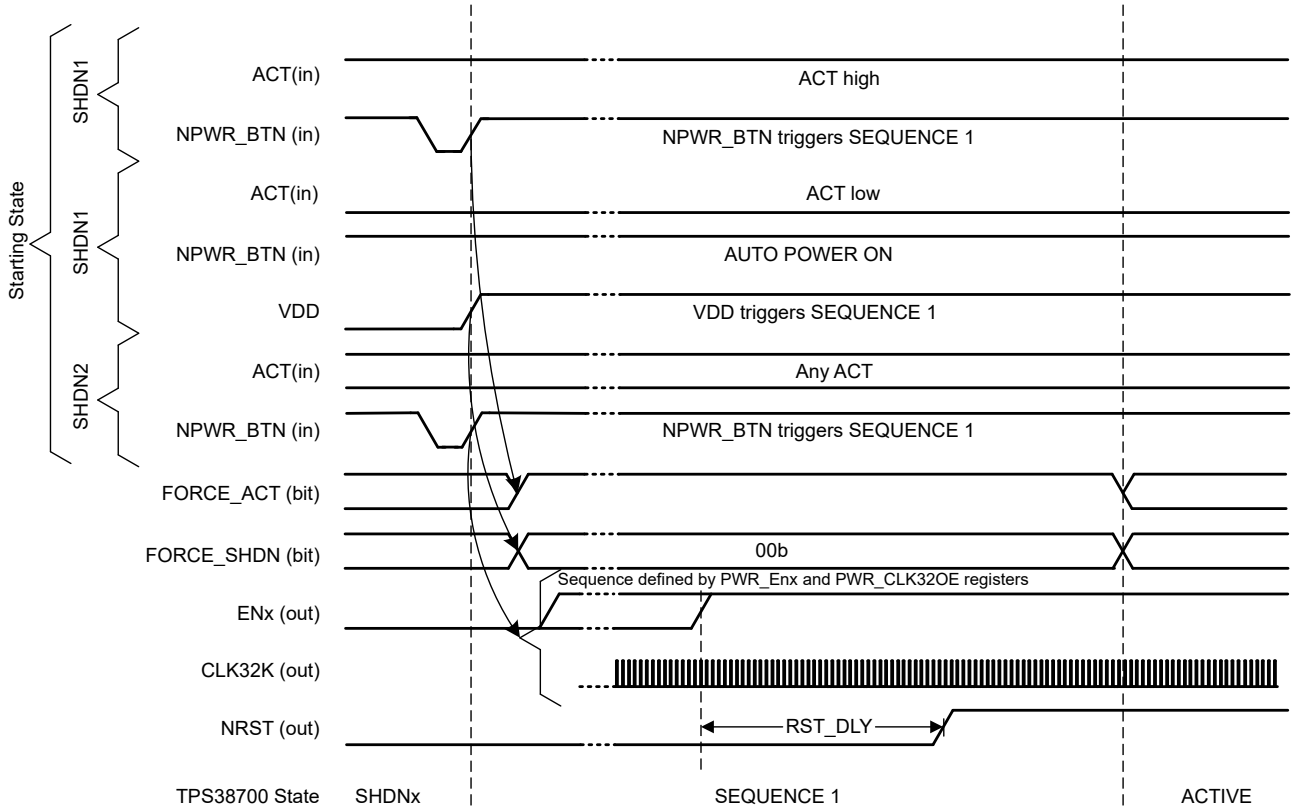 Starting State
SHDN1
ACT(in)
ACT high
NPWR_BTN (in)
NPWR_BTN triggers SEQUENCE 1
SHDN1
ACT(in)
ACT low
NPWR_BTN (in)
AUTO POWER ON
VDD
VDD triggers SEQUENCE 1
SHDN2
ACT(in)
Any ACT
NPWR_BTN (in)
NPWR_BTN triggers SEQUENCE 1
FORCE_ACT (bit)
FORCE_SHDN (bit)
00b
Sequence defined by PWR_Enx and PWR_CLK32OE registers
ENx (out)
CLK32K (out)
NRST (out)
RST_DLY
TPS38700 State
SHDNx
SEQUENCE 1
ACTIVE